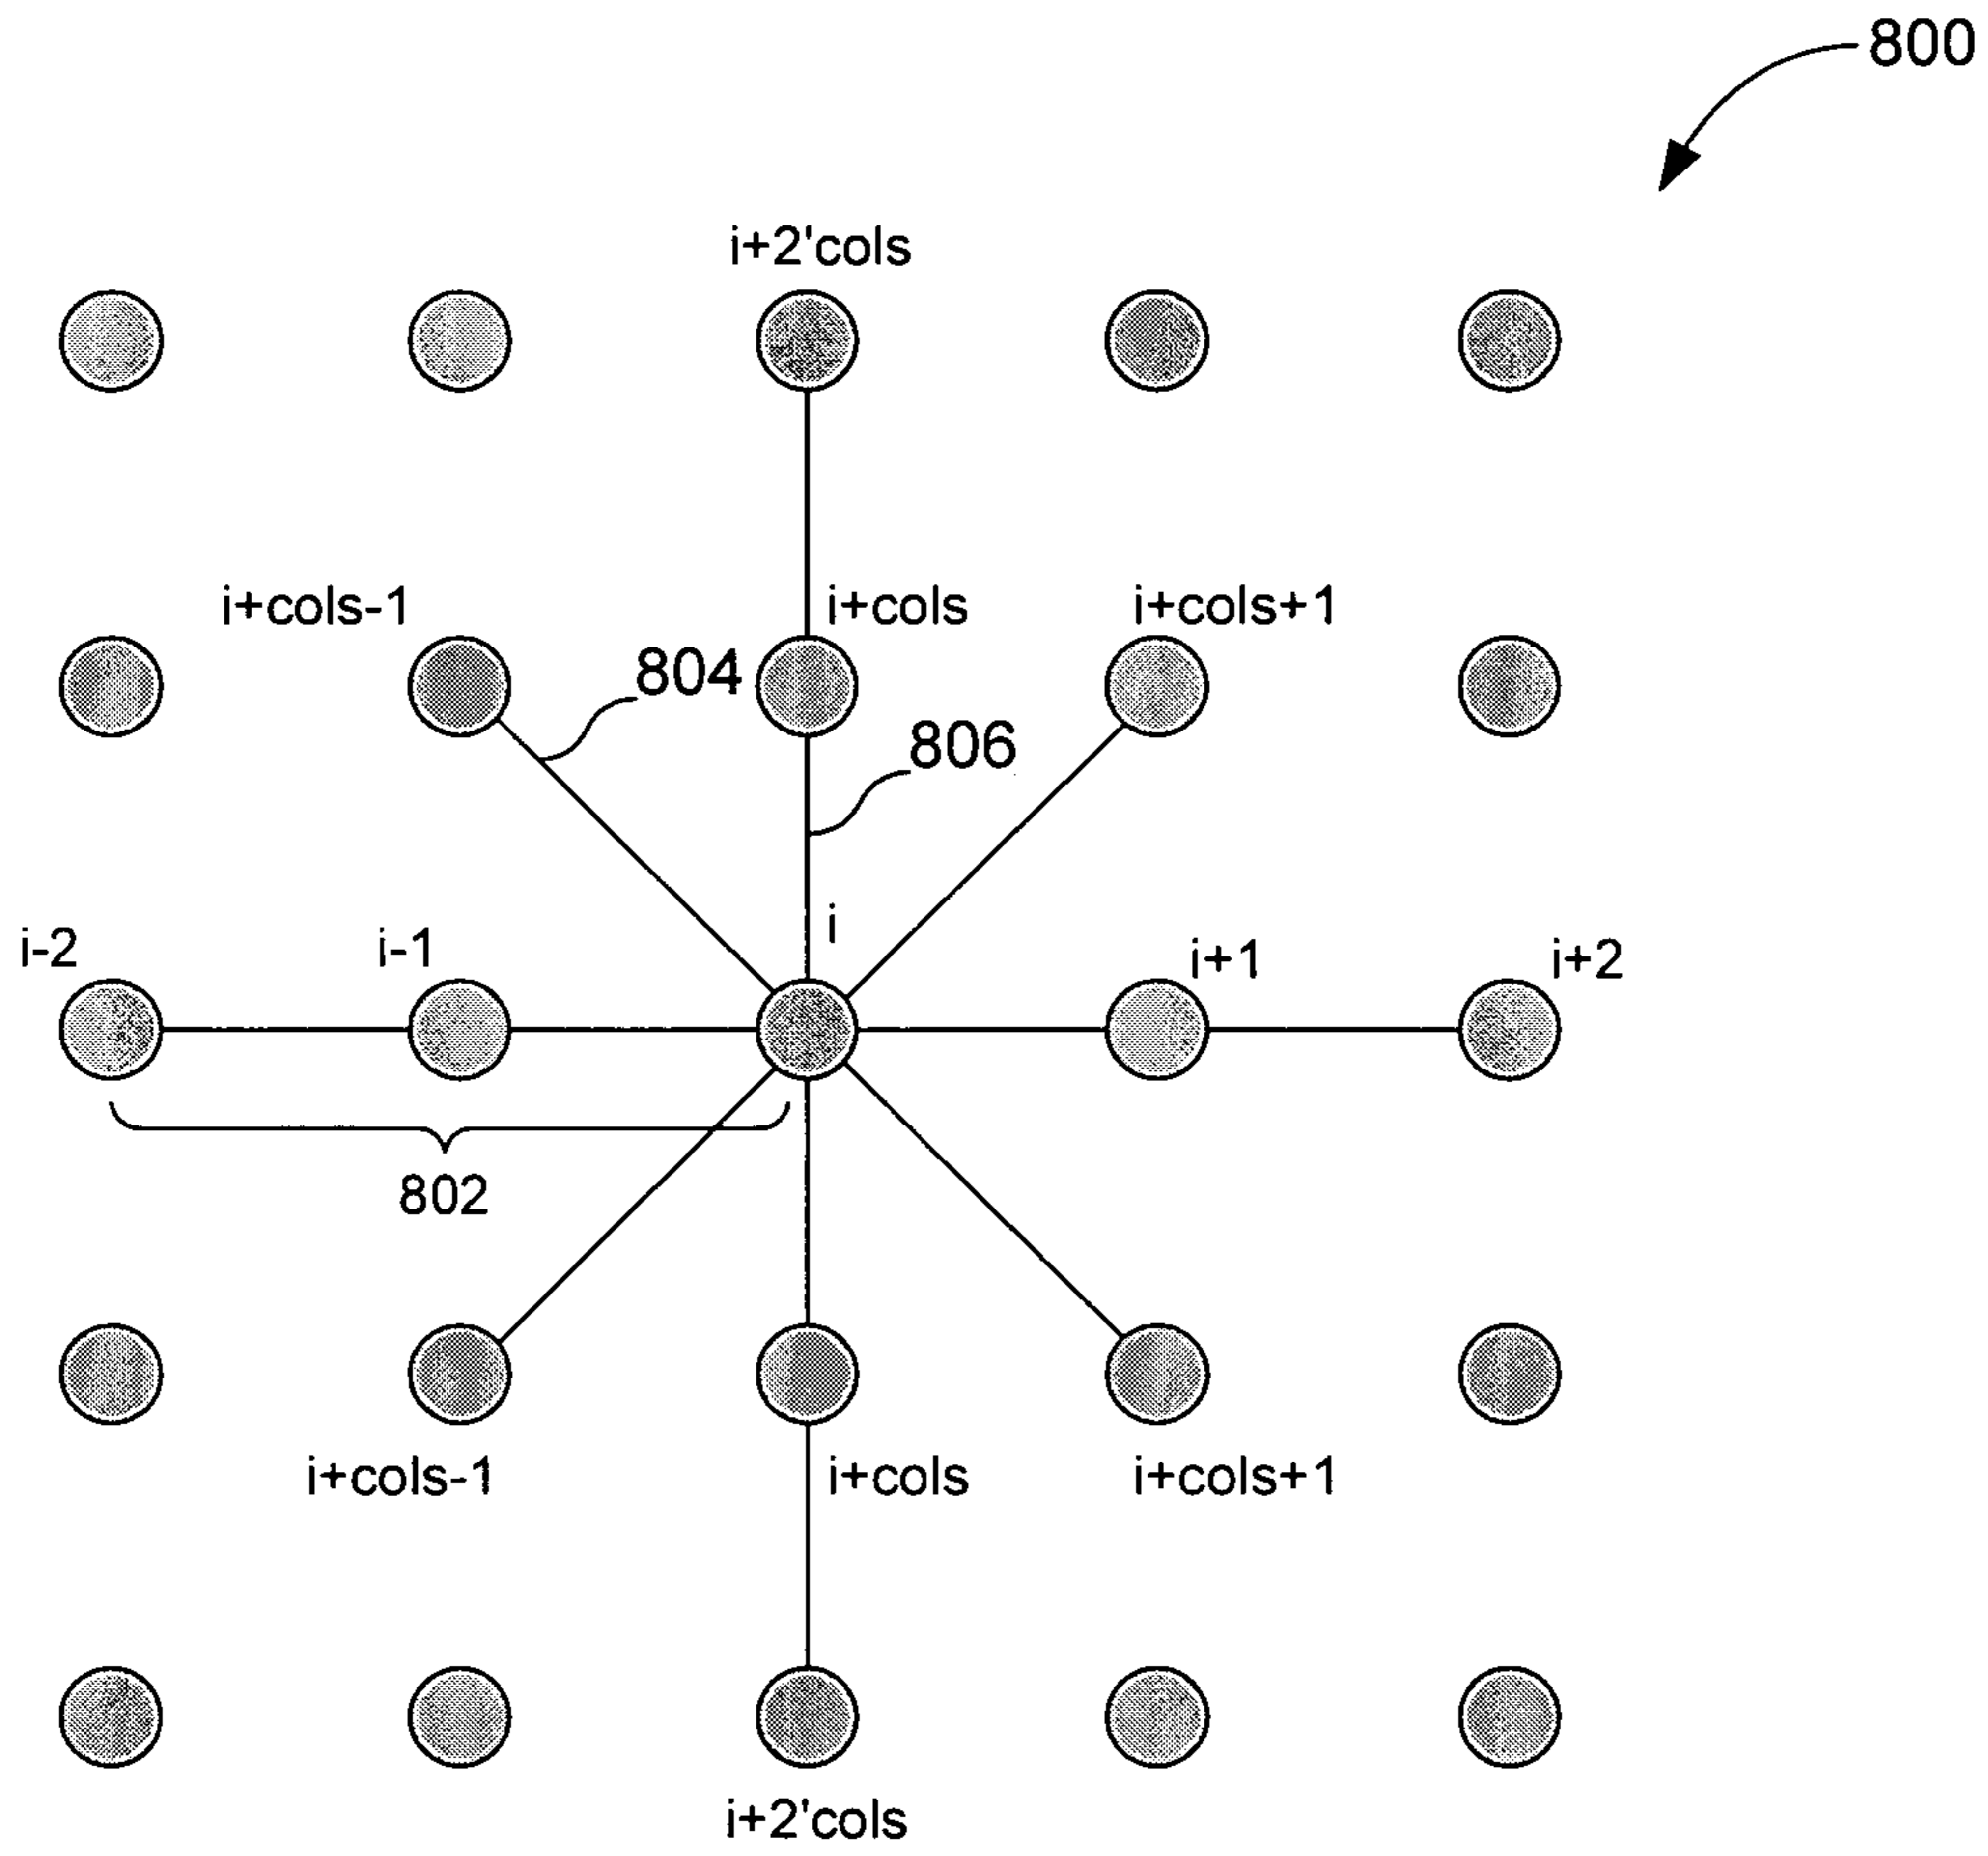 800
i+2'cols
i+cols-1
i+cols
i+cols+1
804
806
i
i-2
i-1
i+1
i+2
802
i+cols-1
i+cols
i+cols+1
i+2'cols